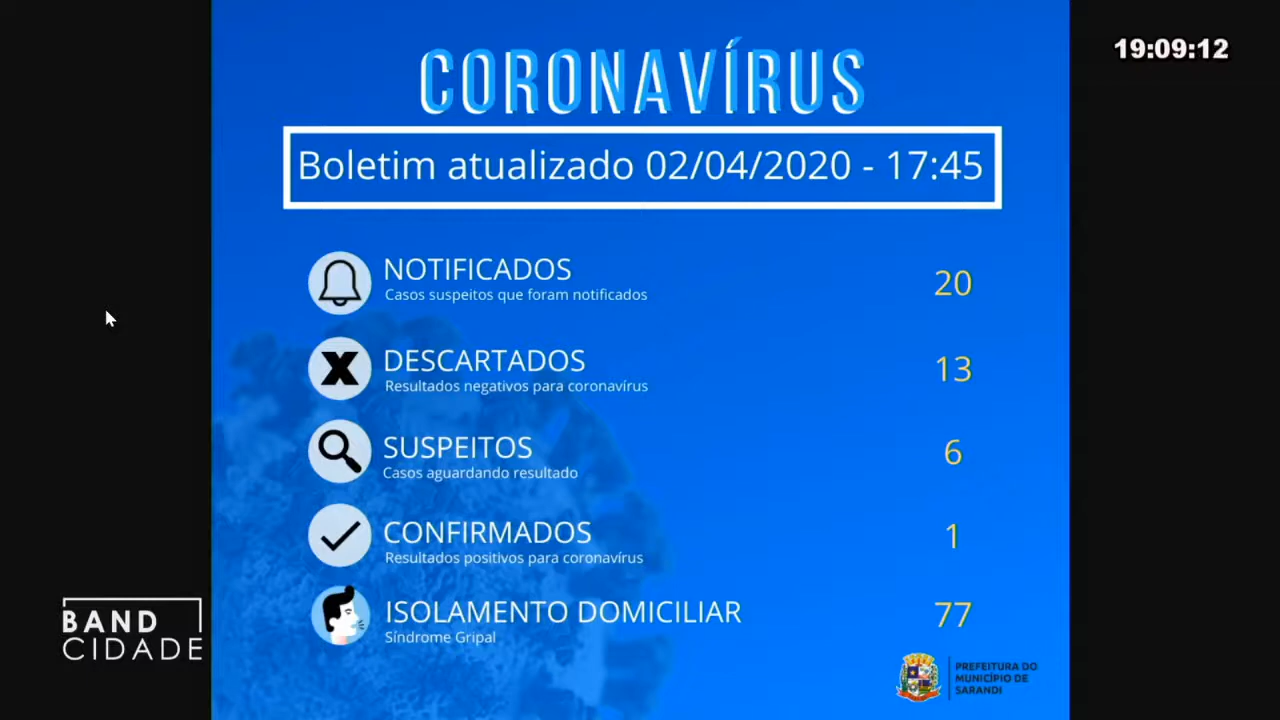 19:09:12
CORONAVÍRUS
Boletim atualizado 02/04/2020 - 17:45
NOTIFICADOS
Casos suspeitos que foram notificados
20
DESCARTADOS
Resultados negativos para coronavírus
13
SUSPEITOS
Casos aguardando resultado
6
CONFIRMADOS
Resultados positivos para coronavírus
1
ISOLAMENTO DOMICILIAR
Síndrome Gripal
77
BAND
CIDADE
PREFEITURA DO
MUNICÍPIO DE
SARANDI